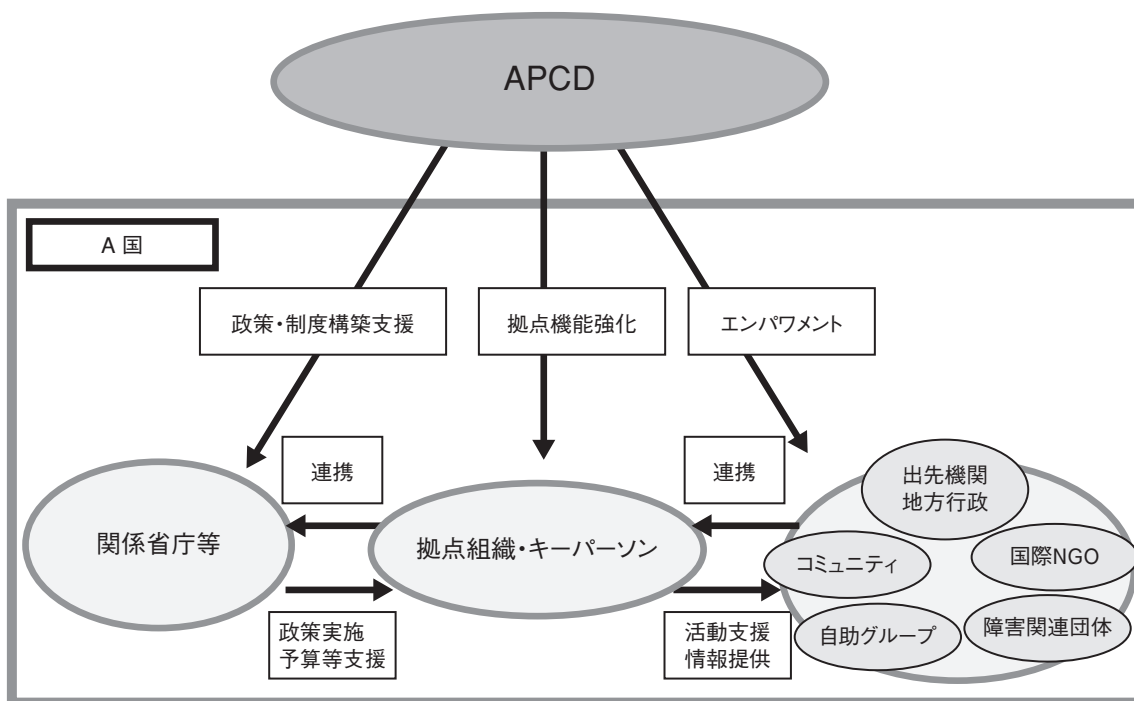 APCD
A 国
政策・制度構築支援
拠点機能強化
エンパワメント
連携
連携
出先機関
地方行政
関係省庁等
拠点組織・キーパーソン
コミュニティ
国際NGO
自助グループ
障害関連団体
政策実施
予算等支援
活動支援
情報提供